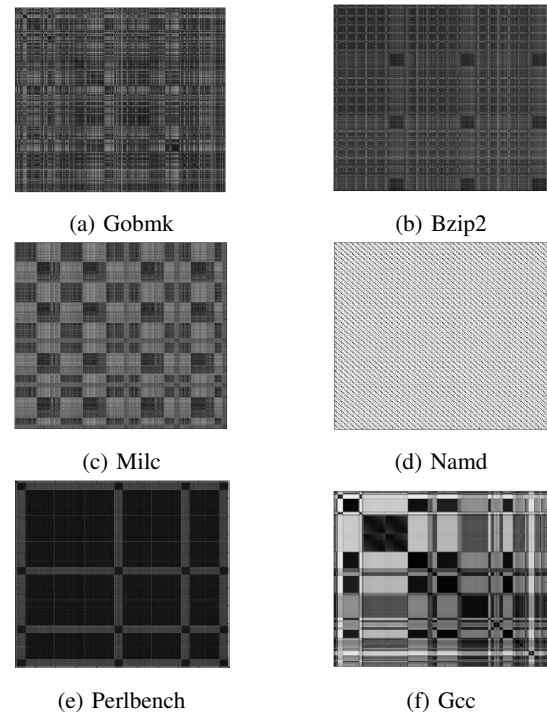 (a) Gobmk
(b) Bzip2
(c) Milc
(d) Namd
(e) Perlbench
(f) Gcc